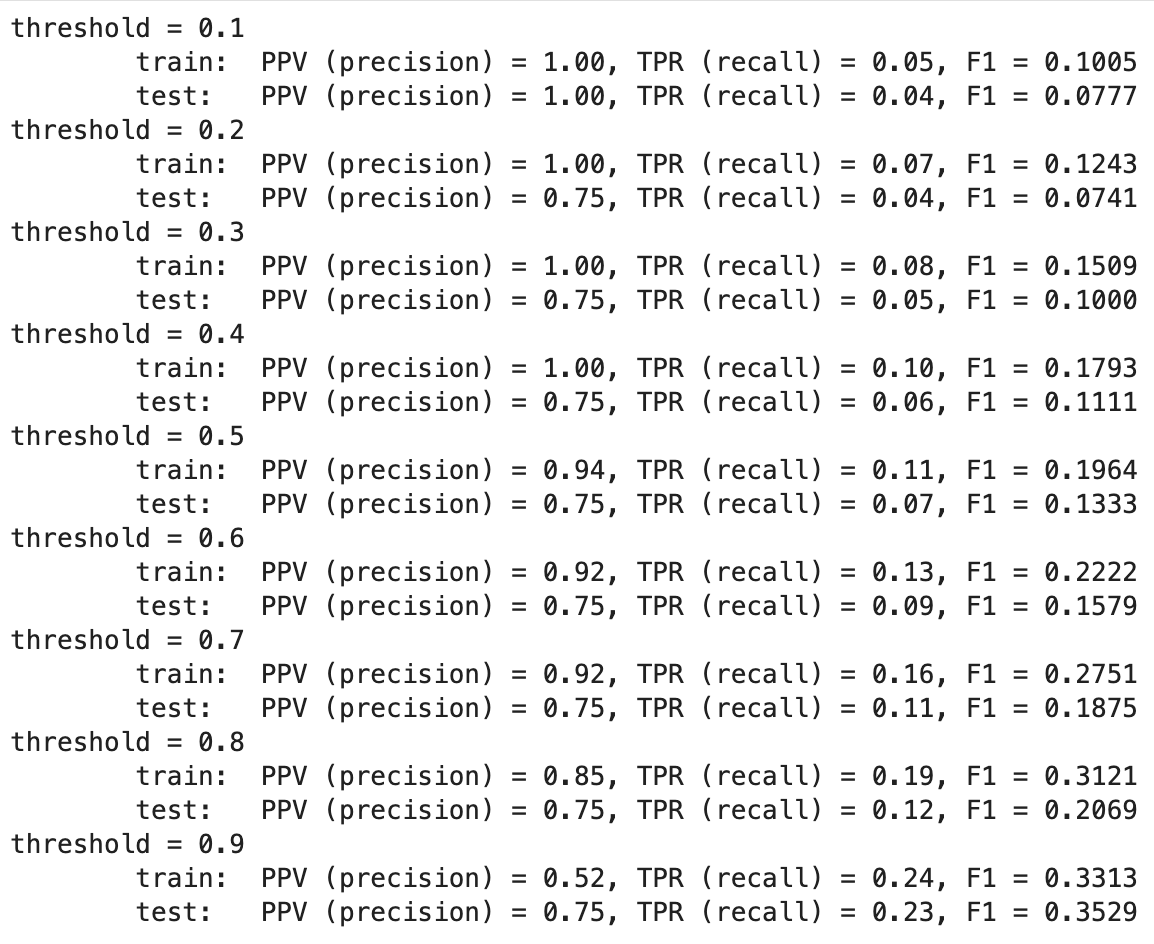 threshold = 0.1
train: PPV (precision) = 1.00, TPR (recall) = 0.05, F1 = 0.1005
test: PPV (precision) = 1.00, TPR (recall) = 0.04, F1 = 0.0777
threshold = 0.2
train: PPV (precision) = 1.00, TPR (recall) = 0.07, F1 = 0.1243
test: PPV (precision) = 0.75, TPR (recall) = 0.04, F1 = 0.0741
threshold = 0.3
train: PPV (precision) = 1.00, TPR (recall) = 0.08, F1 = 0.1509
test: PPV (precision) = 0.75, TPR (recall) = 0.05, F1 = 0.1000
threshold = 0.4
train: PPV (precision) = 1.00, TPR (recall) = 0.10, F1 = 0.1793
test: PPV (precision) = 0.75, TPR (recall) = 0.06, F1 = 0.1111
threshold = 0.5
train: PPV (precision) = 0.94, TPR (recall) = 0.11, F1 = 0.1964
test: PPV (precision) = 0.75, TPR (recall) = 0.07, F1 = 0.1333
threshold = 0.6
train: PPV (precision) = 0.92, TPR (recall) = 0.13, F1 = 0.2222
test: PPV (precision) = 0.75, TPR (recall) = 0.09, F1 = 0.1579
threshold = 0.7
train: PPV (precision) = 0.92, TPR (recall) = 0.16, F1 = 0.2751
test: PPV (precision) = 0.75, TPR (recall) = 0.11, F1 = 0.1875
threshold = 0.8
train: PPV (precision) = 0.85, TPR (recall) = 0.19, F1 = 0.3121
test: PPV (precision) = 0.75, TPR (recall) = 0.12, F1 = 0.2069
threshold = 0.9
train: PPV (precision) = 0.52, TPR (recall) = 0.24, F1 = 0.3313
test: PPV (precision) = 0.75, TPR (recall) = 0.23, F1 = 0.3529